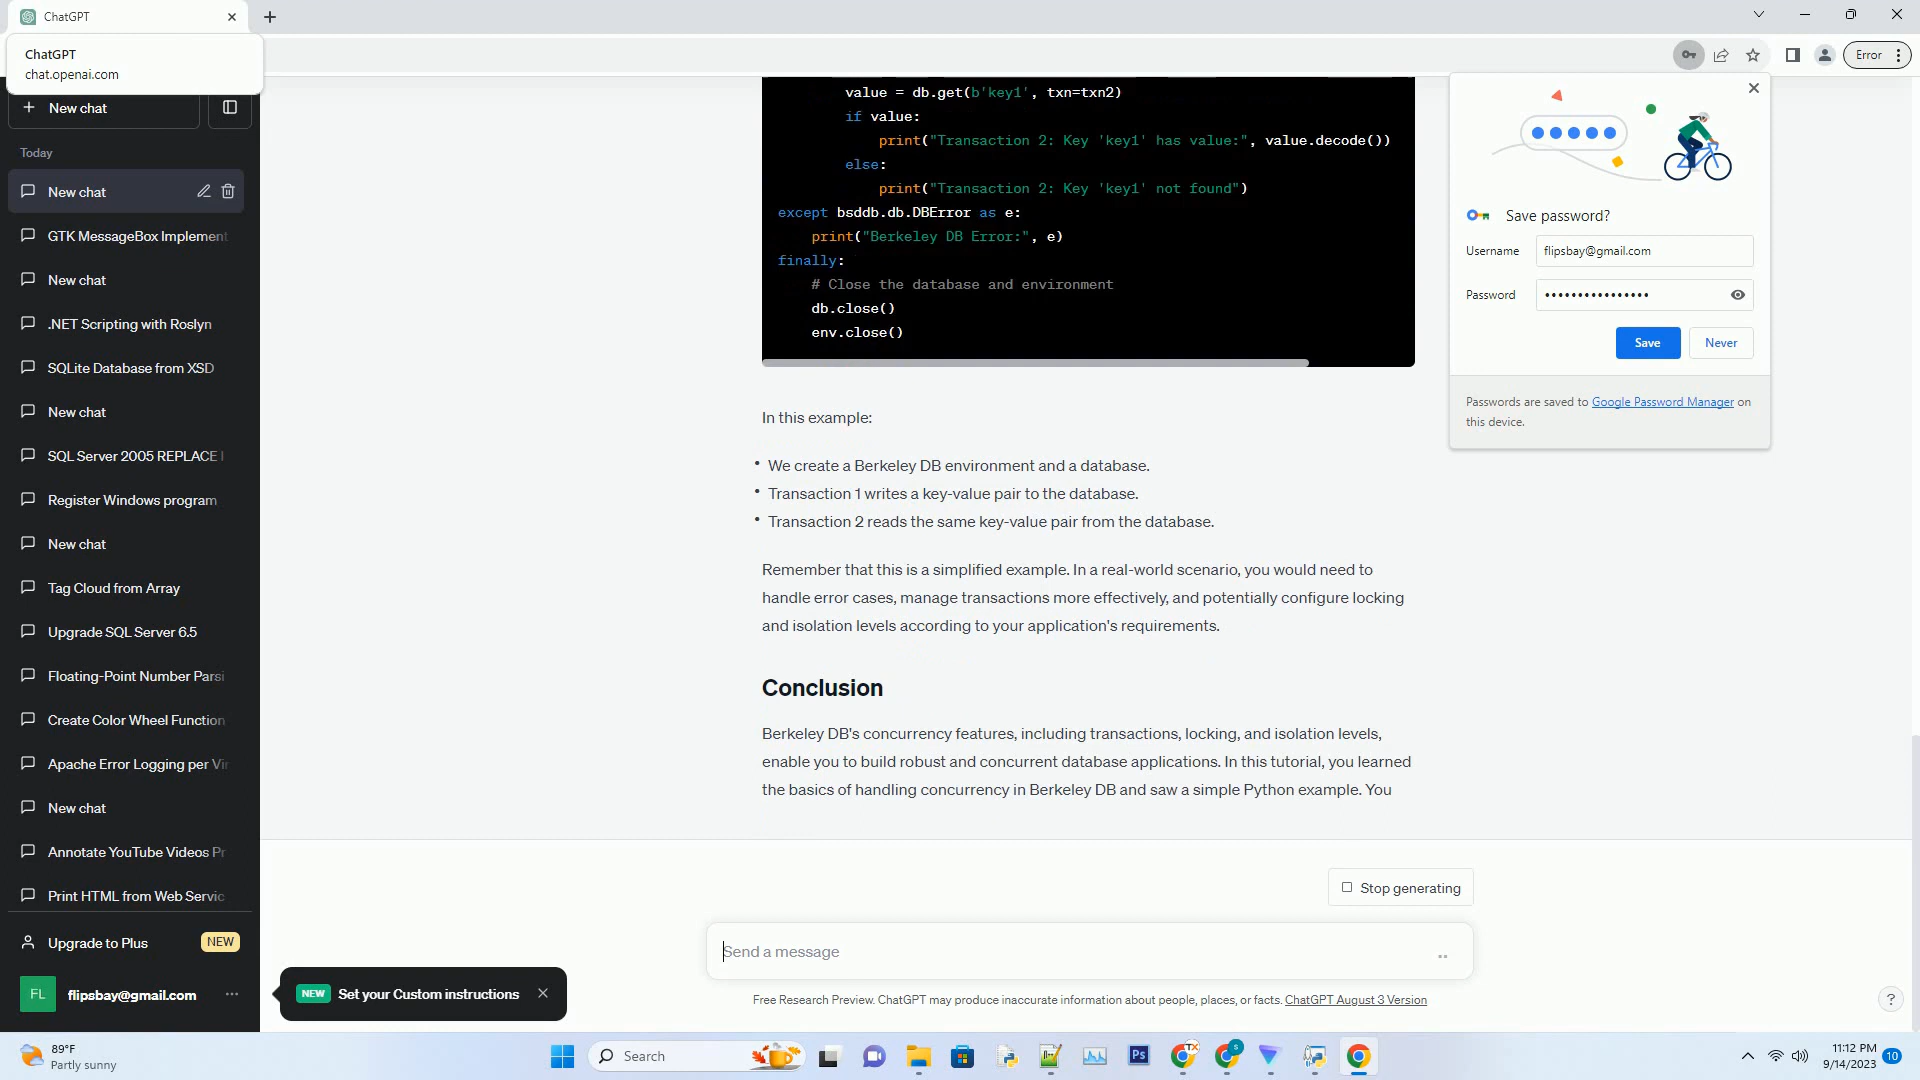 ChatGPT
ChatGPT
chat.openai.com
Error
New chat
Today
New chat
GTK MessageBox Implement
New chat
.NET Scripting with Roslyn
SQLite Database from XSD
New chat
SQL Server 2005 REPLACE
Register Windows program
New chat
Tag Cloud from Array
Upgrade SQL Server 6.5
Floating-Point Number Parsi
Create Color Wheel Function
Apache Error Logging per Vir
New chat
Annotate YouTube Videos Pr
Print HTML from Web Servic
Upgrade to Plus NEW
FL flipsbay@gmail.com
value = db.get(b'key1', txn=txn2)
if value:
print("Transaction 2: Key 'key1' has value:", value.decode())
else:
print("Transaction 2: Key 'key1' not found")
except bsddb.db.DBError as e:
print("Berkeley DB Error:", e)
finally:
# Close the database and environment
db.close()
env.close()
In this example:
• We create a Berkeley DB environment and a database.
• Transaction 1 writes a key-value pair to the database.
• Transaction 2 reads the same key-value pair from the database.
Remember that this is a simplified example. In a real-world scenario, you would need to
handle error cases, manage transactions more effectively, and potentially configure locking
and isolation levels according to your application's requirements.
Conclusion
Berkeley DB's concurrency features, including transactions, locking, and isolation levels,
enable you to build robust and concurrent database applications. In this tutorial, you learned
the basics of handling concurrency in Berkeley DB and saw a simple Python example. You
Stop generating
Send a message
Free Research Preview. ChatGPT may produce inaccurate information about people, places, or facts. ChatGPT August 3 Version
NEW Set your Custom instructions
?
Save password?
Username flipsbay@gmail.com
Password ••••••••••••••••
Save Never
Passwords are saved to Google Password Manager on
this device.
89°F
Partly sunny
Search
Ps
TX
S
11:12 PM
9/14/2023
10